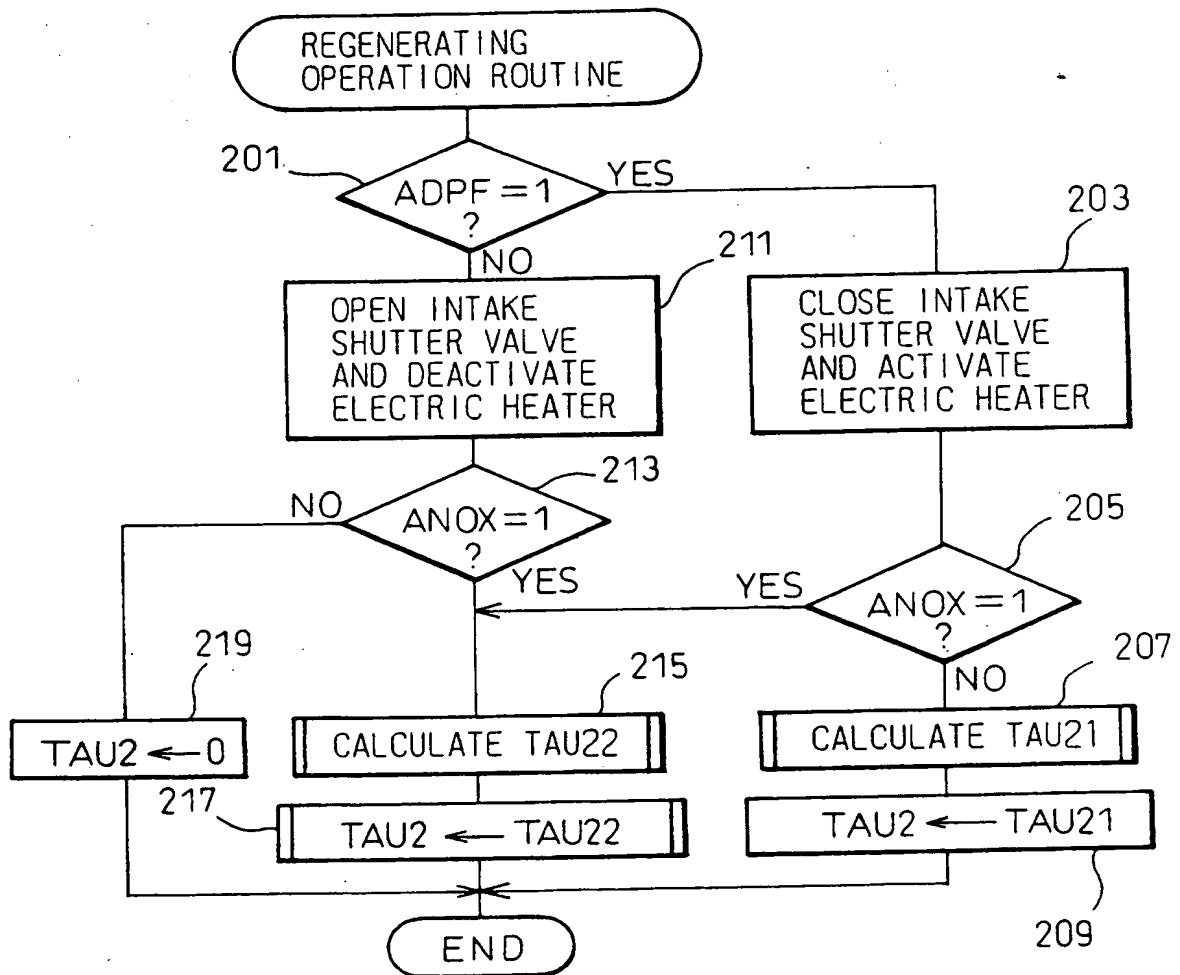 REGENERATING
OPERATION ROUTINE
201
ADPF=1
?
YES
NO
211
203
OPEN INTAKE
SHUTTER VALVE
AND DEACTIVATE
ELECTRIC HEATER
CLOSE INTAKE
SHUTTER VALVE
AND ACTIVATE
ELECTRIC HEATER
213
NO
ANOX=1
?
YES
205
YES
ANOX=1
?
NO
219
215
207
TAU2 ← 0
CALCULATE TAU22
CALCULATE TAU21
217
TAU2 ← TAU22
TAU2 ← TAU21
209
END